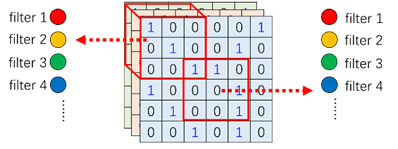 filter 1
filter 2
filter 3
filter 4
1 0 0 0 0 1
0 1 0 0 1 0
0 0 1 1 0 0
1 0 0 0 1 0
0 1 0 0 1 0
0 0 1 0 1 0
filter 1
filter 2
filter 3
filter 4